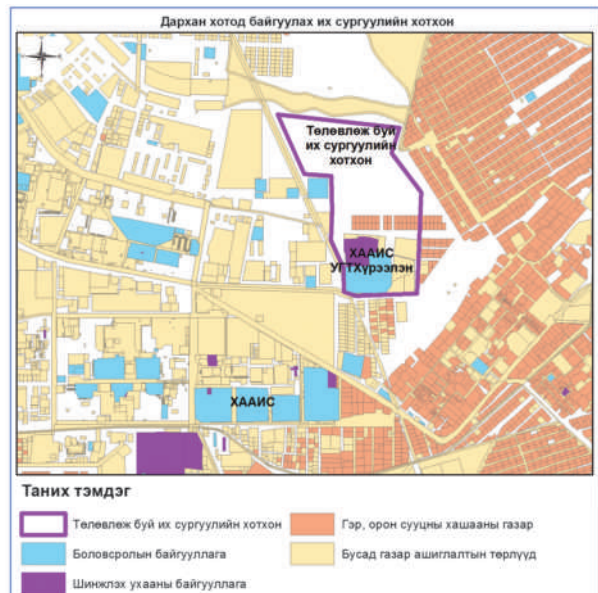 Дархан хотод байгуулах их сургуулийн хотхон
Төлөвлөж буй
их сургуулийн
хотхон
ХААИС
УГТХүрээлэн
ХААИС
Таних тэмдэг
Төлөвлөж буй их сургуулийн хотхон
Гэр, орон сууцны хашааны газар
Боловсролын байгууллага
Бусад газар ашиглалтын төрлүүд
Шинжлэх ухааны байгууллага